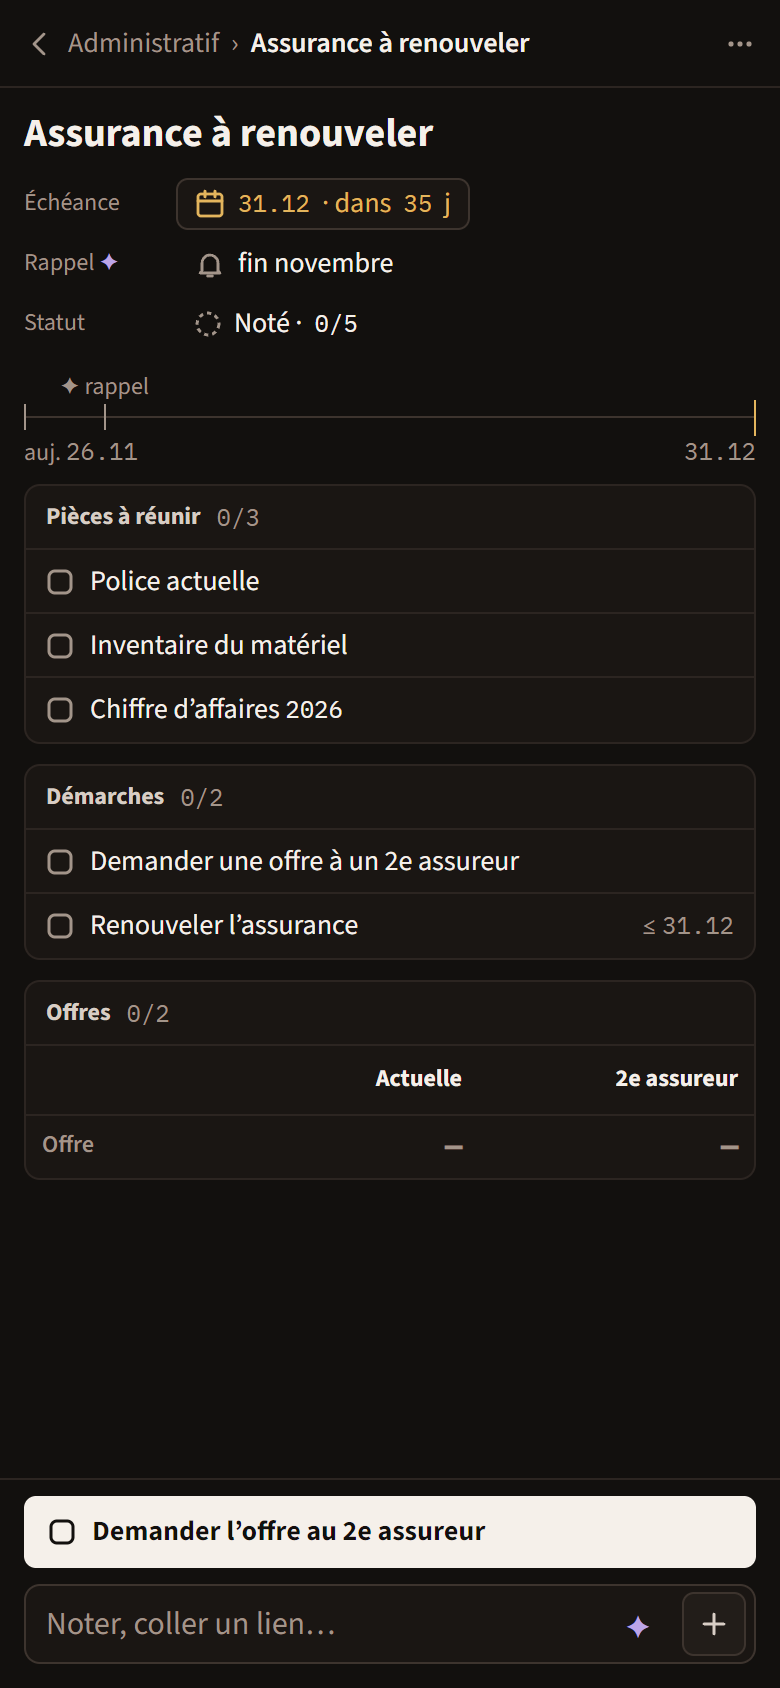 Administratif › Assurance à renouveler
Assurance à renouveler
Échéance 31.12 · dans 35 j
Rappel fin novembre
Statut Noté · 0/5
rappel
auj. 26.11 31.12
Pièces à réunir 0/3
Police actuelle
Inventaire du matériel
Chiffre d’affaires 2026
Démarches 0/2
Demander une offre à un 2e assureur
Renouveler l’assurance ≤ 31.12
Offres 0/2
Actuelle 2e assureur
Offre – –
Demander l’offre au 2e assureur
Noter, coller un lien…